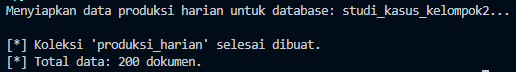 Menyiapkan data produksi harian untuk database: studi_kasus_kelompok2...
[*] Koleksi 'produksi_harian' selesai dibuat.
[*] Total data: 200 dokumen.